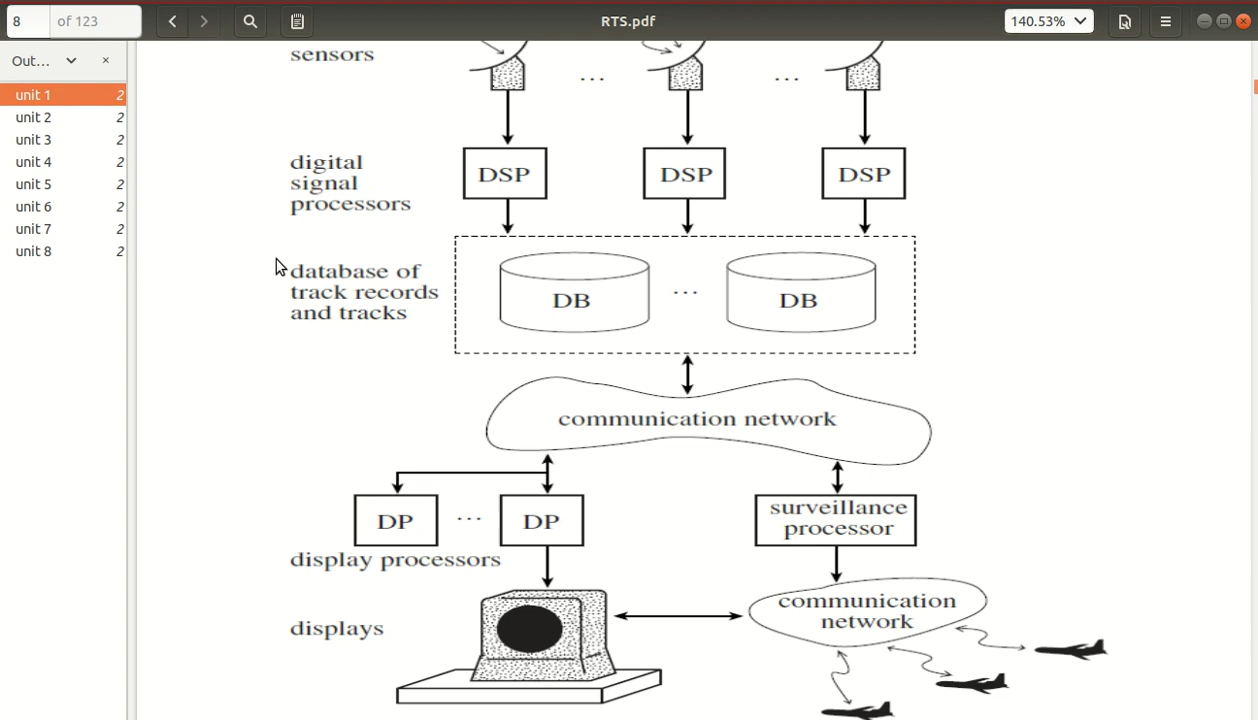 8 of 123 RTS.pdf 140.53%
Out... ×
unit 1 2
unit 2 2
unit 3 2
unit 4 2
unit 5 2
unit 6 2
unit 7 2
unit 8 2
sensors
... ...
digital
signal
processors
DSP DSP DSP
database of
track records
and tracks
DB ... DB
communication network
DP ... DP
display processors
surveillance
processor
displays
communication
network